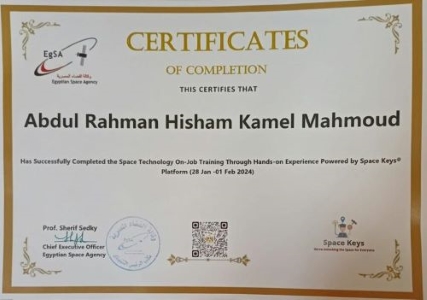 EgSA
وكالة الفضاء المصرية
Egyptian Space Agency
CERTIFICATES
OF COMPLETION
THIS CERTIFIES THAT
Abdul Rahman Hisham Kamel Mahmoud
Has Successfully Completed the Space Technology On-Job Training Through Hands-on Experience Powered by Space Keys®
Platform (28 Jan -01 Feb 2024)
Prof. Sherif Sedky
Chief Executive Officer
Egyptian Space Agency
Space Keys